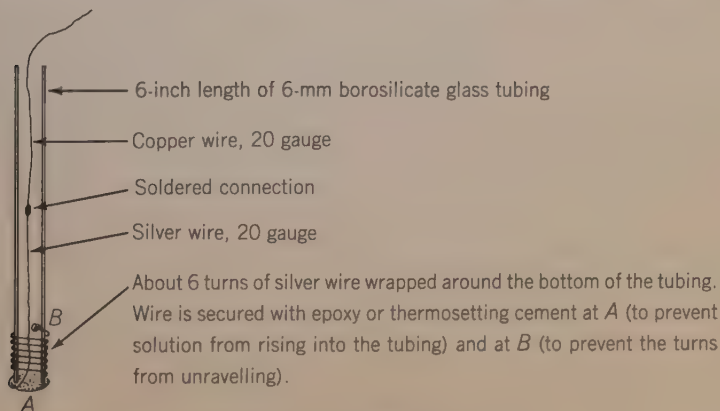 6-inch length of 6-mm borosilicate glass tubing
Copper wire, 20 gauge
Soldered connection
Silver wire, 20 gauge
About 6 turns of silver wire wrapped around the bottom of the tubing.
B
Wire is secured with epoxy or thermosetting cement at A (to prevent
solution from rising into the tubing) and at B (to prevent the turns
from unravelling).
A